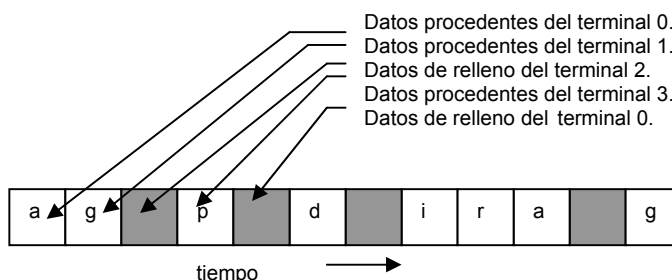 Datos procedentes del terminal 0.
Datos procedentes del terminal 1.
Datos de relleno del terminal 2.
Datos procedentes del terminal 3.
Datos de relleno del terminal 0.
a g p d i r a g
tiempo